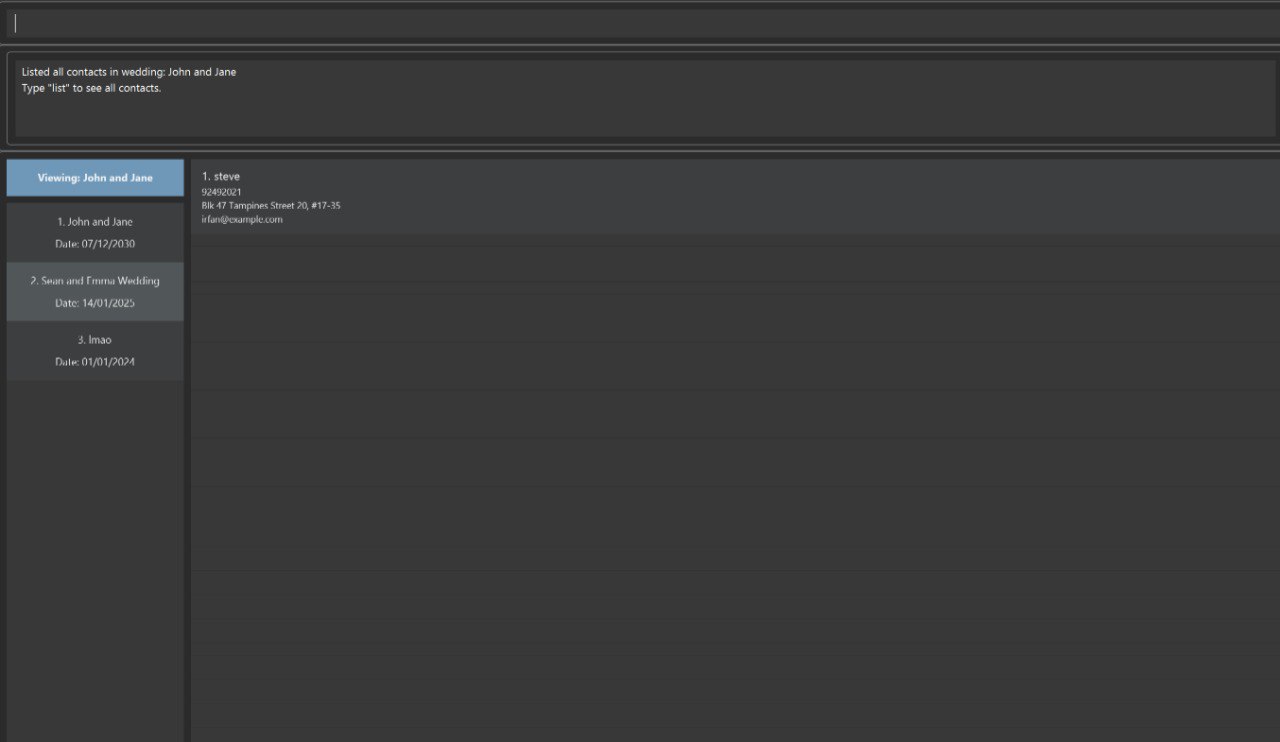 Listed all contacts in wedding: John and Jane
Type "list" to see all contacts.
Viewing: John and Jane
1. John and Jane
Date: 07/12/2030
2. Sean and Emma Wedding
Date: 14/01/2025
3. lmao
Date: 01/01/2024
1. steve
92492021
Blk 47 Tampines Street 20, #17-35
irfan@example.com